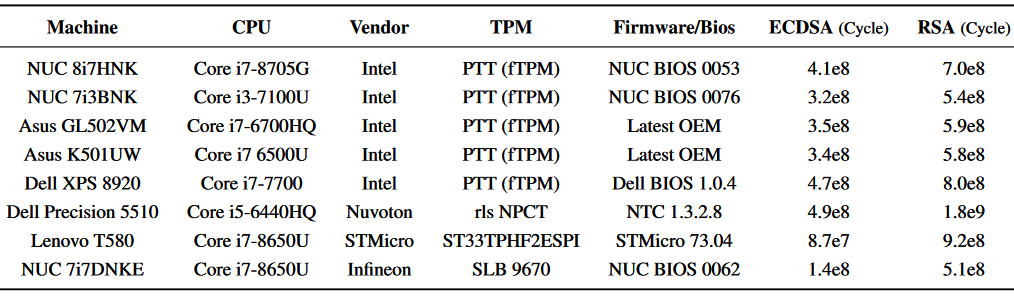 Machine CPU Vendor TPM Firmware/Bios ECDSA (Cycle) RSA (Cycle)
NUC 8i7HNK Core i7-8705G Intel PTT (fTPM) NUC BIOS 0053 4.1e8 7.0e8
NUC 7i3BNK Core i3-7100U Intel PTT (fTPM) NUC BIOS 0076 3.2e8 5.4e8
Asus GL502VM Core i7-6700HQ Intel PTT (fTPM) Latest OEM 3.5e8 5.9e8
Asus K501UW Core i7 6500U Intel PTT (fTPM) Latest OEM 3.4e8 5.8e8
Dell XPS 8920 Core i7-7700 Intel PTT (fTPM) Dell BIOS 1.0.4 4.7e8 8.0e8
Dell Precision 5510 Core i5-6440HQ Nuvoton rls NPCT NTC 1.3.2.8 4.9e8 1.8e9
Lenovo T580 Core i7-8650U STMicro ST33TPHF2ESPI STMicro 73.04 8.7e7 9.2e8
NUC 7i7DNKE Core i7-8650U Infineon SLB 9670 NUC BIOS 0062 1.4e8 5.1e8